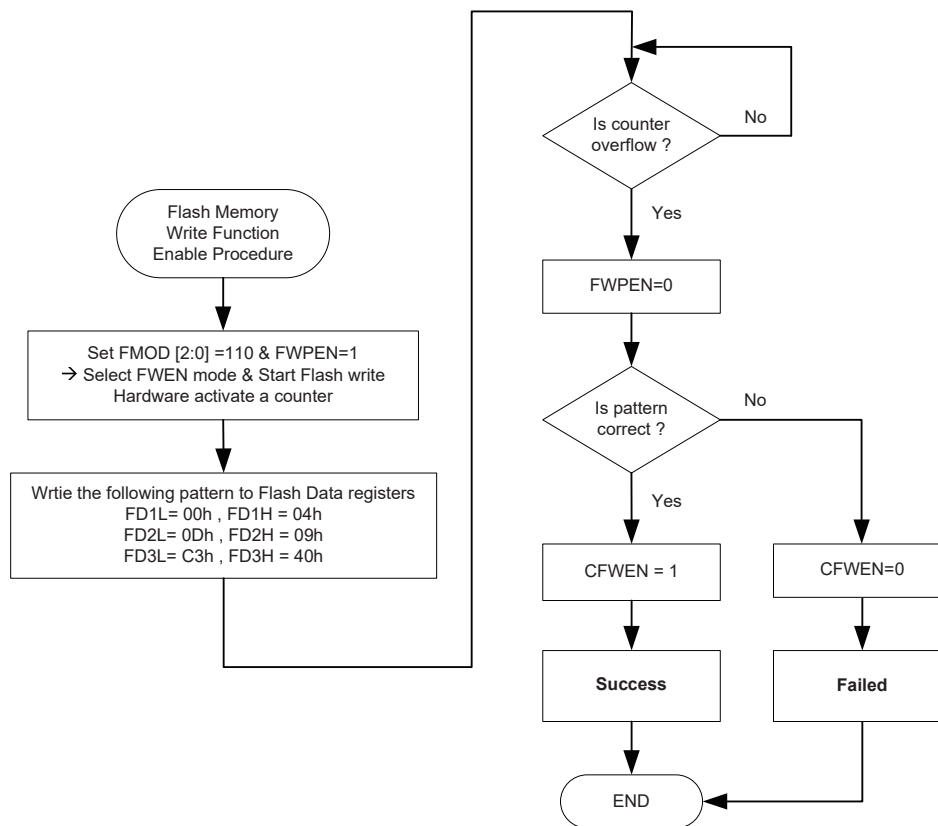 Flash Memory
Write Function
Enable Procedure
Set FMOD [2:0] =110 & FWPEN=1
→ Select FWEN mode & Start Flash write
Hardware activate a counter
Wrtie the following pattern to Flash Data registers
FD1L= 00h , FD1H = 04h
FD2L= 0Dh , FD2H = 09h
FD3L= C3h , FD3H = 40h
Is counter
overflow ?
No
Yes
FWPEN=0
Is pattern
correct ?
No
Yes
CFWEN = 1
CFWEN=0
Success
Failed
END